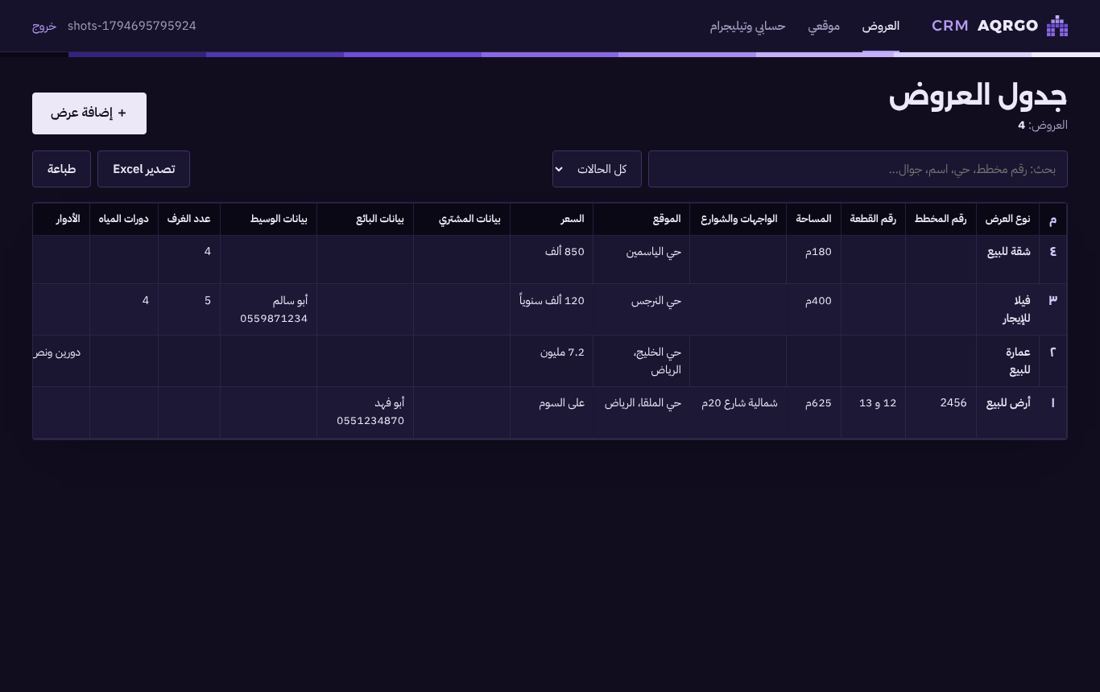 AQRGO CRM
العروض
موقعي
حسابي وتيليجرام
shots-1794695795924
خروج
جدول العروض
العروض: 4
+ إضافة عرض
بحث: رقم مخطط، حي، اسم، جوال...
كل الحالات
تصدير Excel
طباعة
م نوع العرض رقم المخطط رقم القطعة المساحة الواجهات والشوارع الموقع السعر بيانات المشتري بيانات البائع بيانات الوسيط عدد الغرف دورات المياه الأدوار
٤ شقة للبيع 180م حي الياسمين 850 ألف 4
٣ فيلا للإيجار 400م حي النرجس 120 ألف سنوياً أبو سالم 0559871234 5 4
٢ عمارة للبيع حي الخليج، الرياض 7.2 مليون دورين ونص
١ أرض للبيع 2456 12 و 13 625م شمالية شارع 20م حي الملقا، الرياض على السوم أبو فهد 0551234870